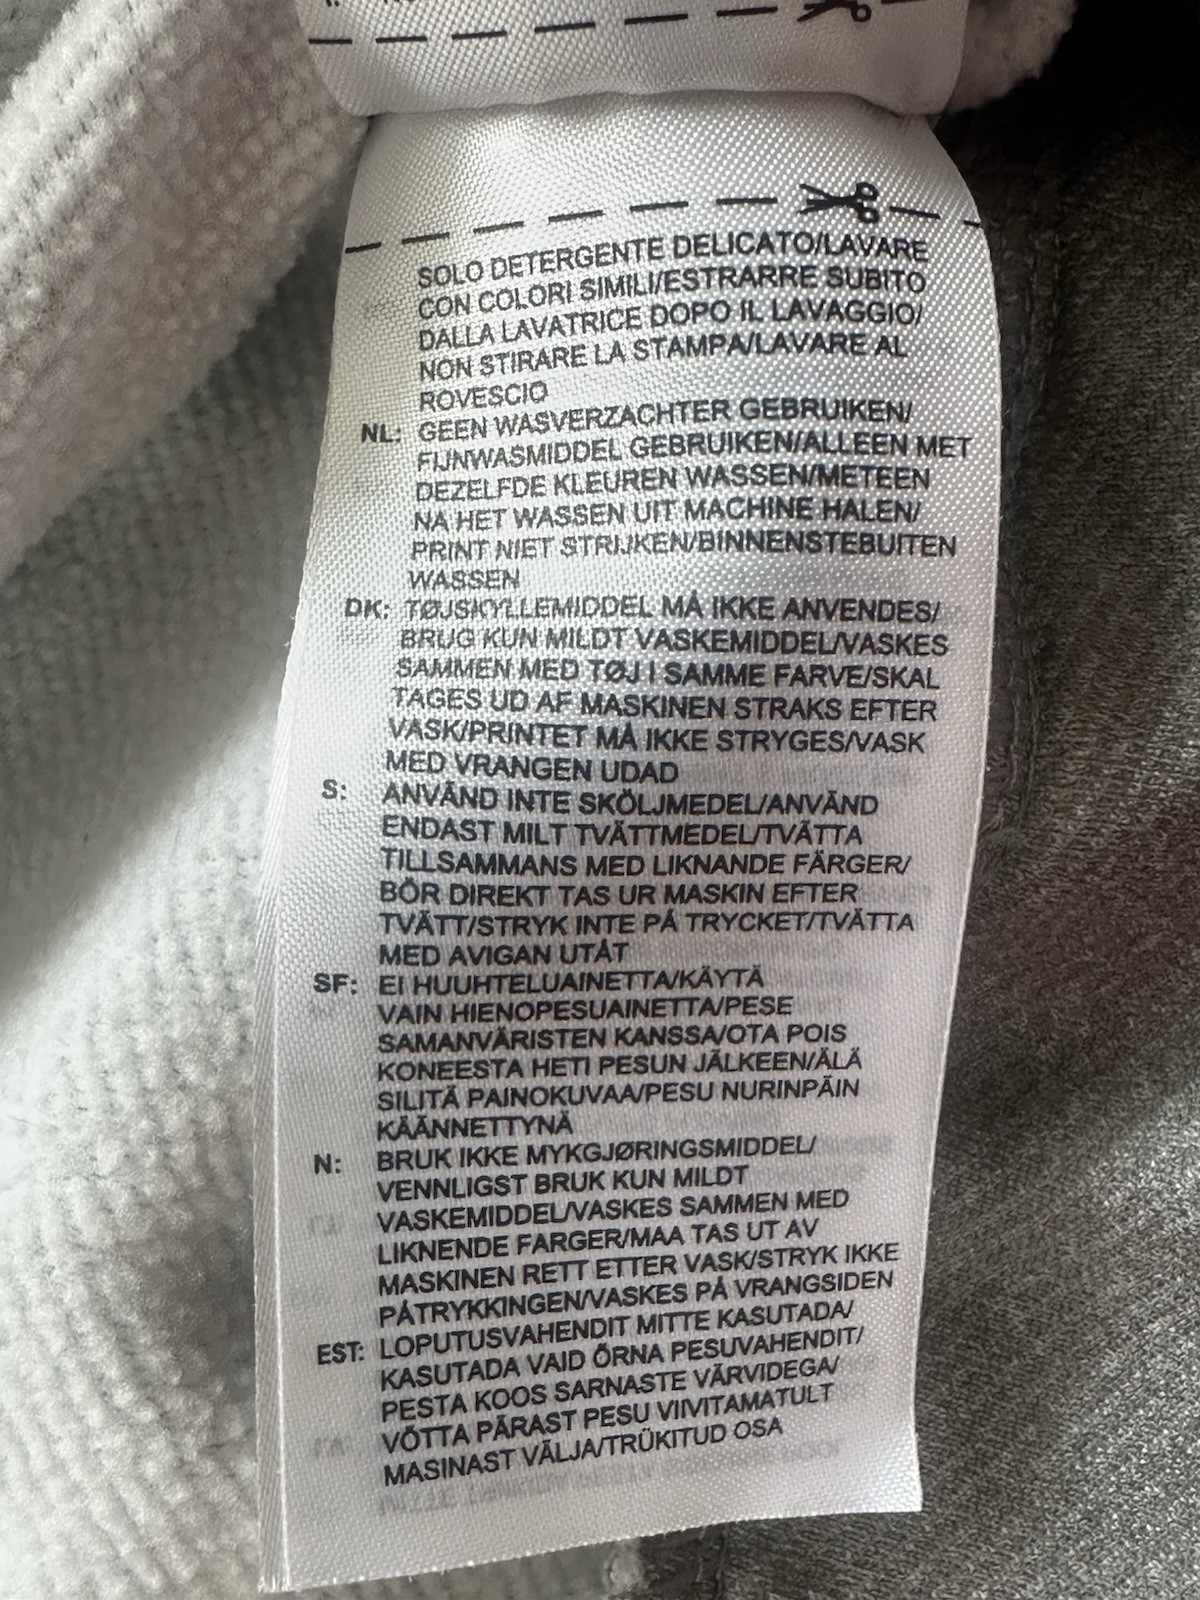 SOLO DETERGENTE DELICATO/LAVARE
CON COLORI SIMILI/ESTRARRE SUBITO
DALLA LAVATRICE DOPO IL LAVAGGIO/
NON STIRARE LA STAMPA/LAVARE AL
ROVESCIO
NL: GEEN WASVERZACHTER GEBRUIKEN/
FIJNWASMIDDEL GEBRUIKEN/ALLEEN MET
DEZELFDE KLEUREN WASSEN/METEEN
NA HET WASSEN UIT MACHINE HALEN/
PRINT NIET STRIJKEN/BINNENSTEBUITEN
WASSEN
DK: TØJSKYLLEMIDDEL MÅ IKKE ANVENDES/
BRUG KUN MILDT VASKEMIDDEL/VASKES
SAMMEN MED TØJ I SAMME FARVE/SKAL
TAGES UD AF MASKINEN STRAKS EFTER
VASK/PRINTET MÅ IKKE STRYGES/VASK
MED VRANGEN UDAD
S: ANVÄND INTE SKÖLJMEDEL/ANVÄND
ENDAST MILT TVÄTTMEDEL/TVÄTTA
TILLSAMMANS MED LIKNANDE FÄRGER/
BÖR DIREKT TAS UR MASKIN EFTER
TVÄTT/STRYK INTE PÅ TRYCKET/TVÄTTA
MED AVIGAN UTÅT
SF: EI HUUHTELUAINETTA/KÄYTÄ
VAIN HIENOPESUAINETTA/PESE
SAMANVÄRISTEN KANSSA/OTA POIS
KONEESTA HETI PESUN JÄLKEEN/ÄLÄ
SILITÄ PAINOKUVAA/PESU NURINPÄIN
KÄÄNNETTYNÄ
N: BRUK IKKE MYKGJØRINGSMIDDEL/
VENNLIGST BRUK KUN MILDT
VASKEMIDDEL/VASKES SAMMEN MED
LIKNENDE FARGER/MAA TAS UT AV
MASKINEN RETT ETTER VASK/STRYK IKKE
PÅTRYKKINGEN/VASKES PÅ VRANGSIDEN
EST: LOPUTUSVAHENDIT MITTE KASUTADA/
KASUTADA VAID ÕRNA PESUVAHENDIT/
PESTA KOOS SARNASTE VÄRVIDEGA/
VÕTTA PÄRAST PESU VIIVITAMATULT
MASINAST VÄLJA/TRÜKITUD OSA